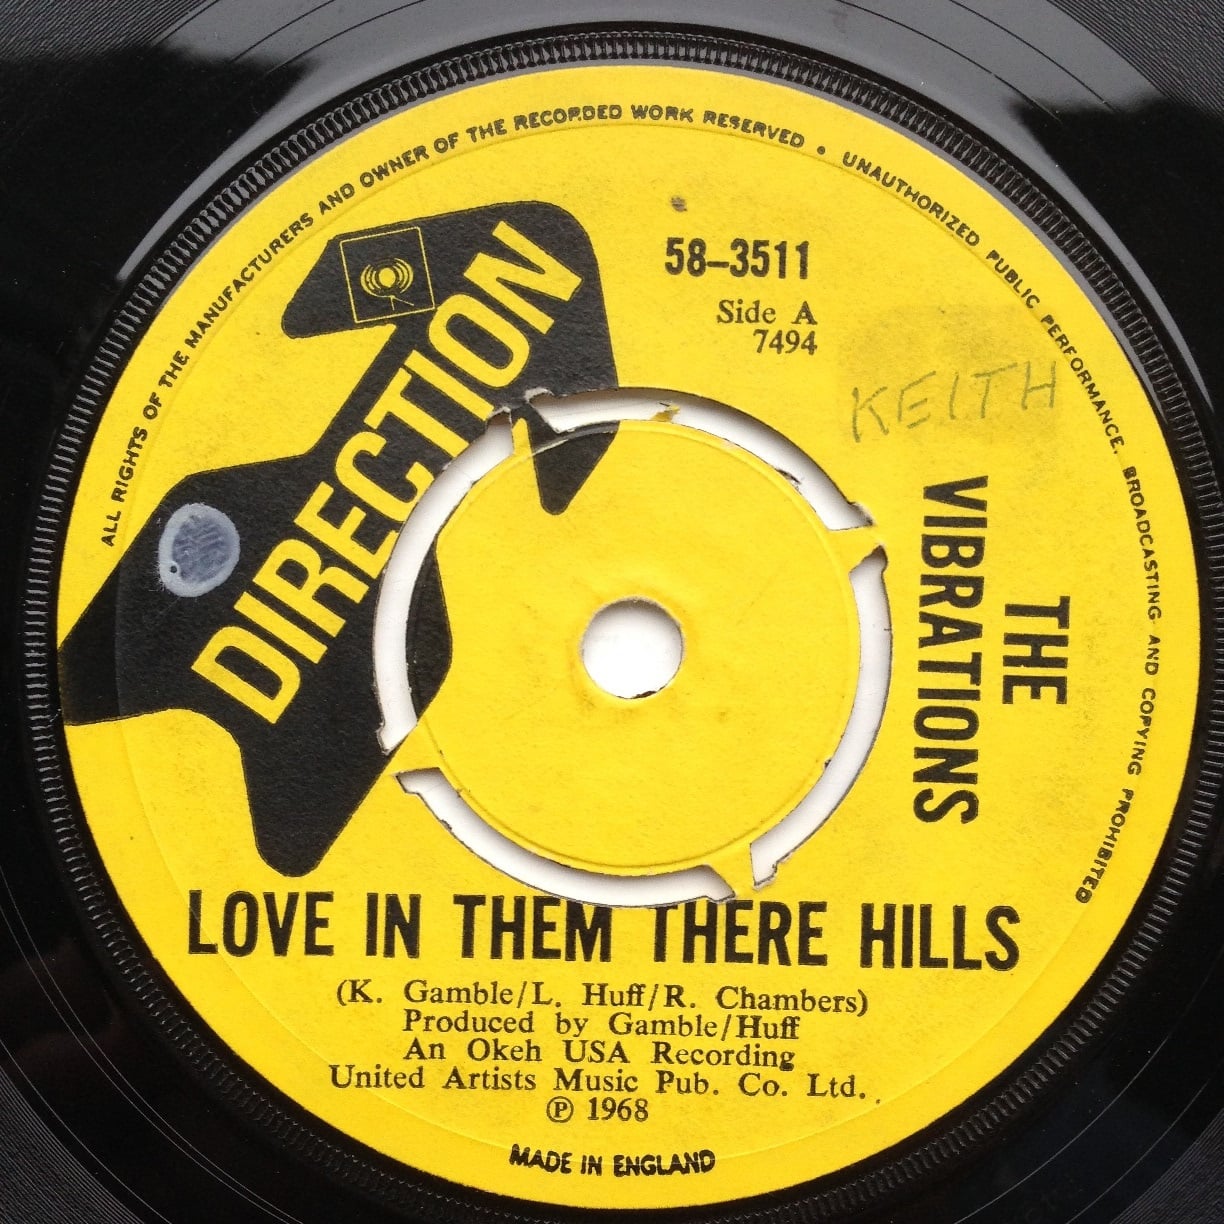 ALL RIGHTS OF THE MANUFACTURERS AND OWNER OF THE RECORDED WORK RESERVED • UNAUTHORIZED PUBLIC PERFORMANCE, BROADCASTING AND COPYING PROHIBITED
DIRECTION
58-3511
Side A
7494
KEITH
THE
VIBRATIONS
LOVE IN THEM THERE HILLS
(K. Gamble/L. Huff/R. Chambers)
Produced by Gamble/Huff
An Okeh USA Recording
United Artists Music Pub. Co. Ltd.
℗ 1968
MADE IN ENGLAND